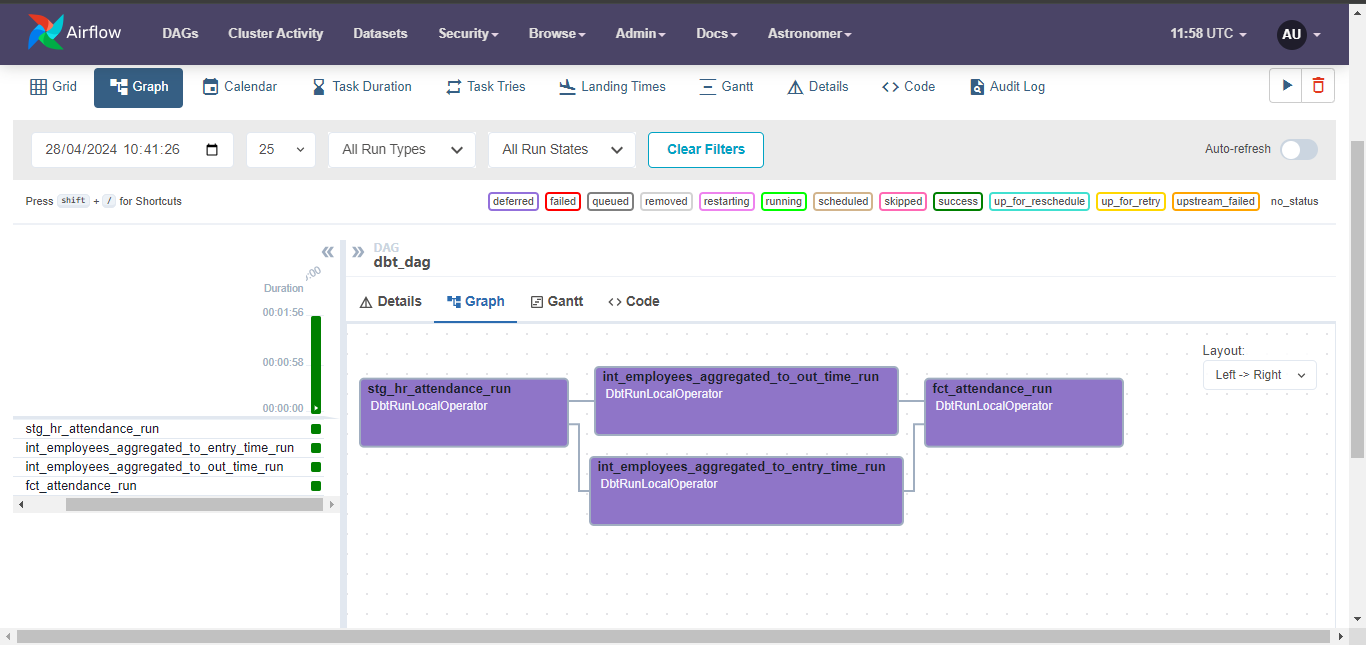 Airflow DAGs Cluster Activity Datasets Security Browse Admin Docs Astronomer 11:58 UTC AU
Grid Graph Calendar Task Duration Task Tries Landing Times Gantt Details Code Audit Log
28/04/2024 10:41:26 25 All Run Types All Run States Clear Filters Auto-refresh
Press shift + / for Shortcuts deferred failed queued removed restarting running scheduled skipped success up_for_reschedule up_for_retry upstream_failed no_status
DAG
dbt_dag
Duration
00:01:56
00:00:58
00:00:00
stg_hr_attendance_run
int_employees_aggregated_to_entry_time_run
int_employees_aggregated_to_out_time_run
fct_attendance_run
Details Graph Gantt Code
Layout:
Left -> Right
stg_hr_attendance_run
DbtRunLocalOperator
int_employees_aggregated_to_out_time_run
DbtRunLocalOperator
int_employees_aggregated_to_entry_time_run
DbtRunLocalOperator
fct_attendance_run
DbtRunLocalOperator